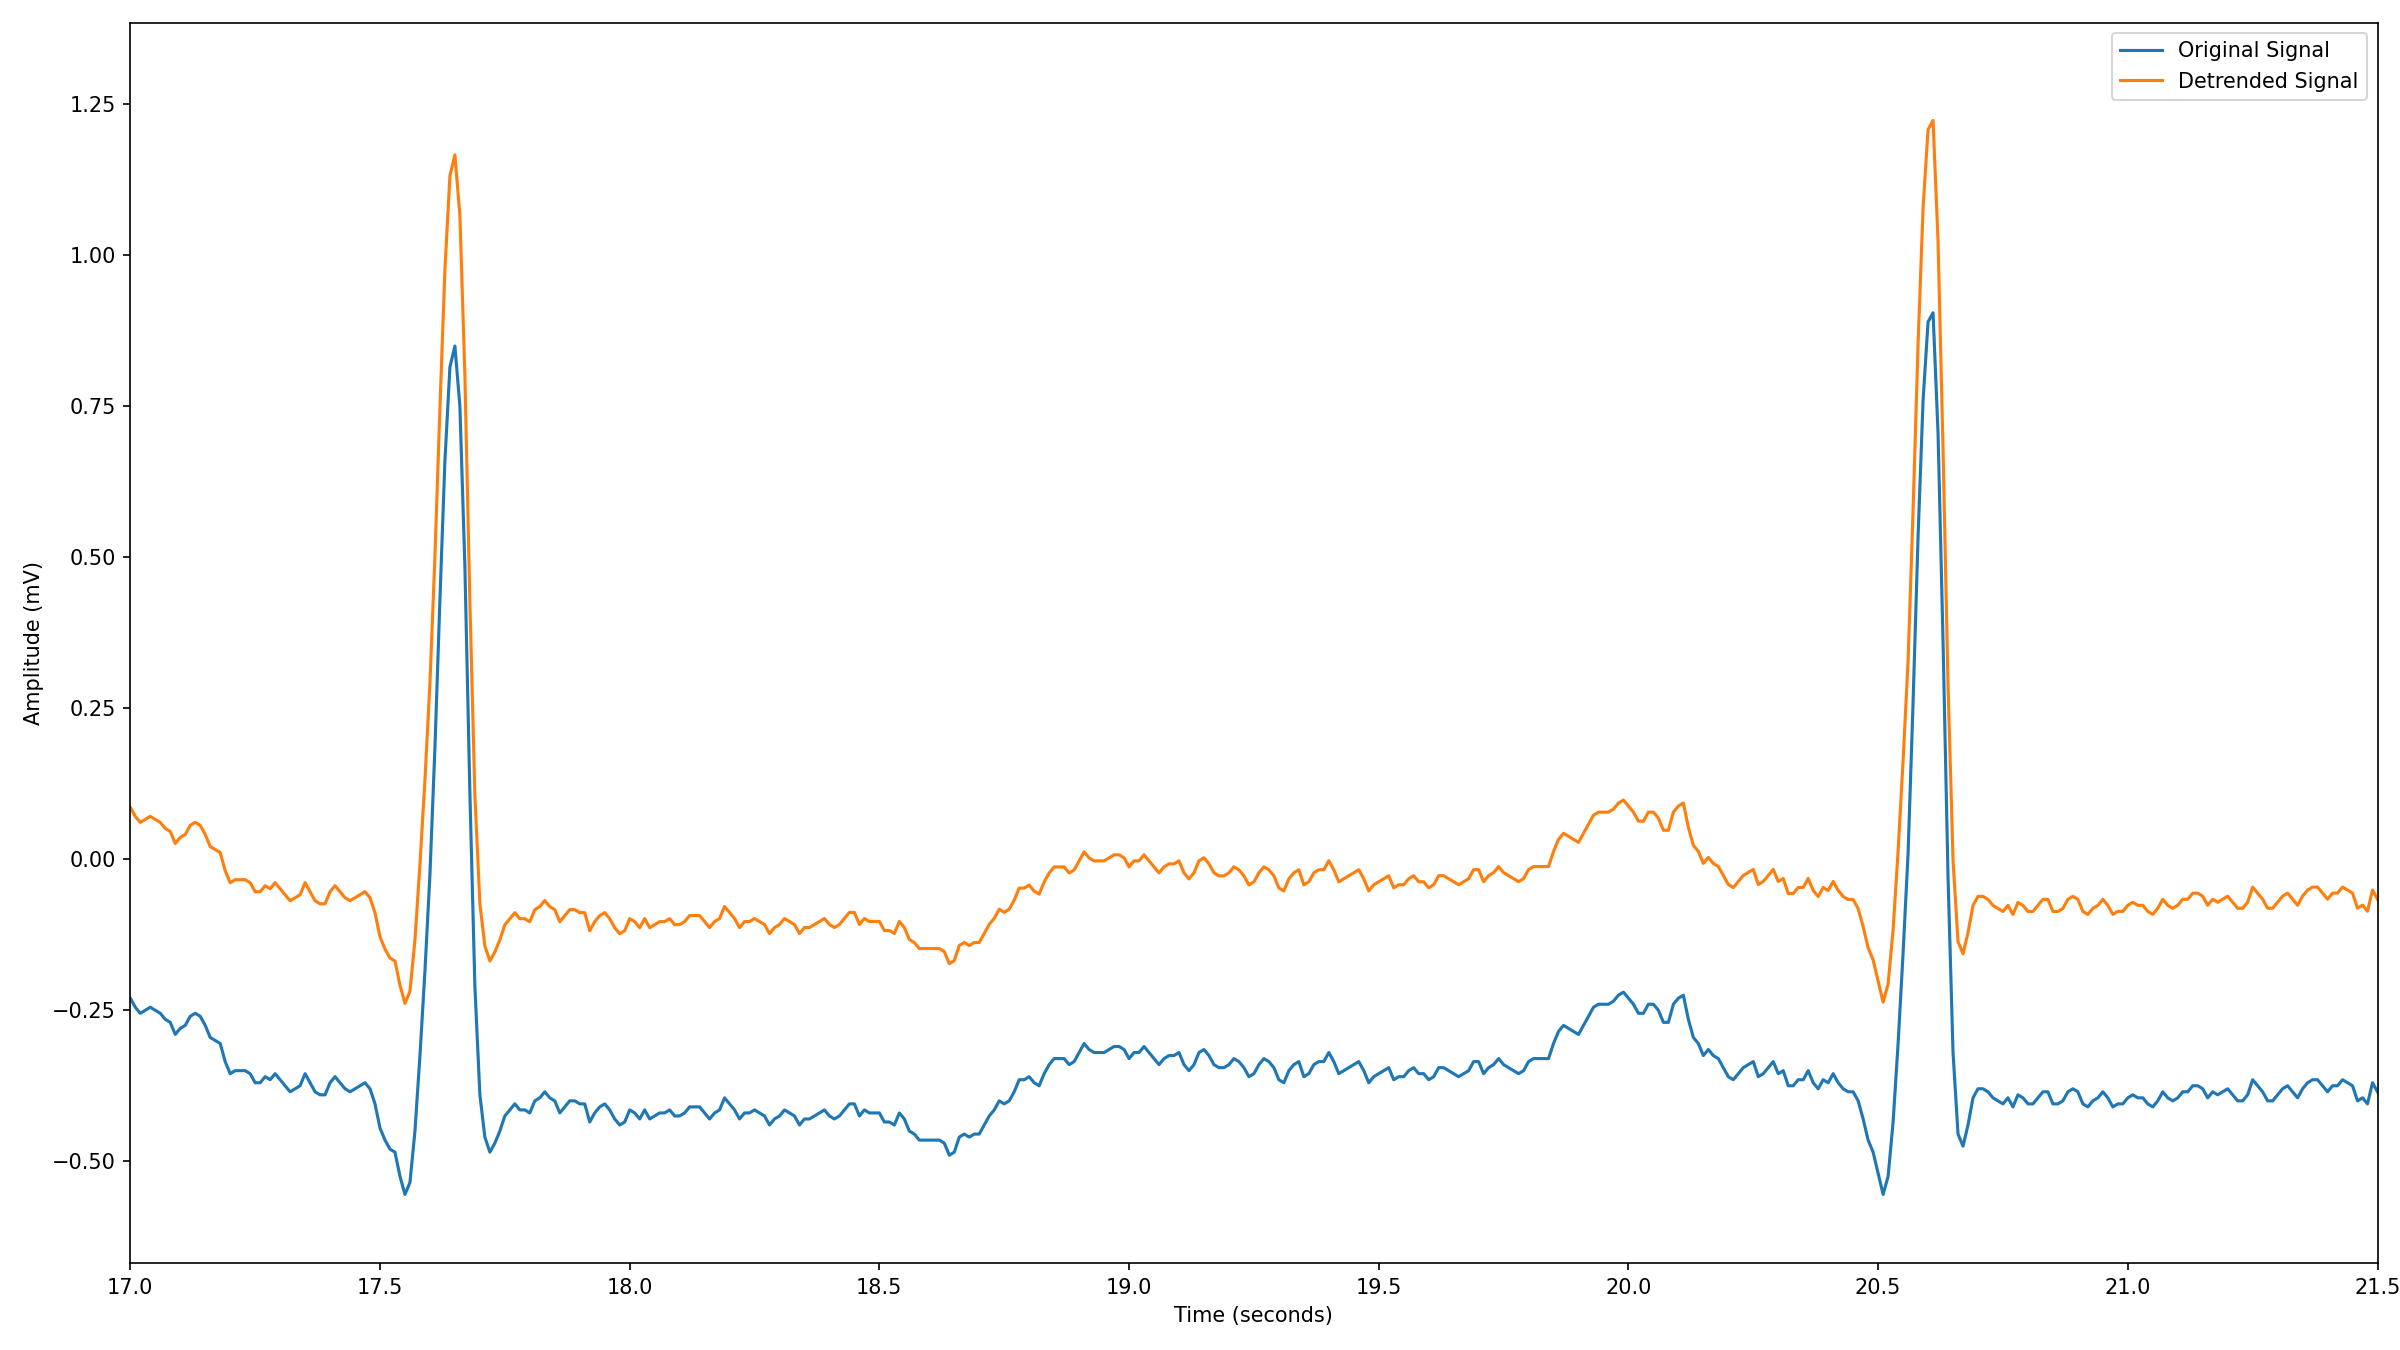 Original Signal
Detrended Signal
1.25
1.00
0.75
0.50
0.25
0.00
−0.25
−0.50
Amplitude (mV)
17.0 17.5 18.0 18.5 19.0 19.5 20.0 20.5 21.0 21.5
Time (seconds)